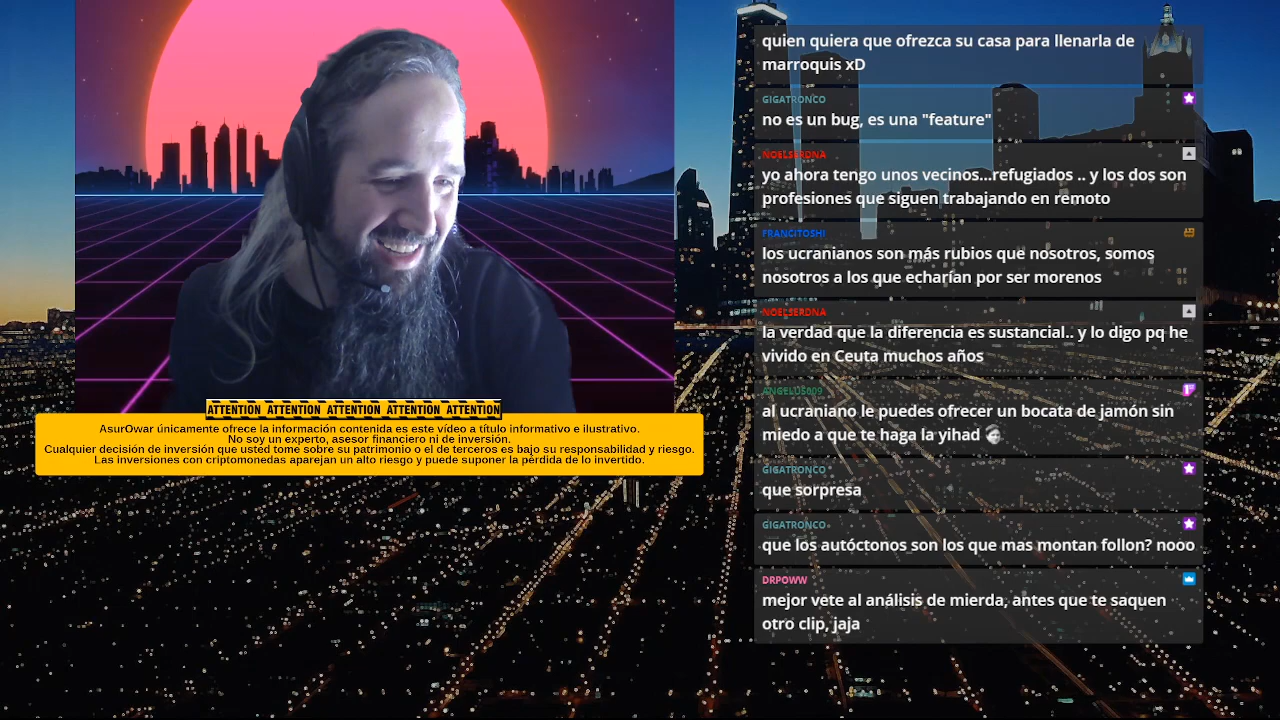 quien quiera que ofrezca su casa para llenarla de
marroquis xD
GIGATRONCO
no es un bug, es una "feature"
NOELSERDNA
yo ahora tengo unos vecinos...refugiados .. y los dos son
profesiones que siguen trabajando en remoto
FRANCITOSHI
los ucranianos son más rubios que nosotros, somos
nosotros a los que echarían por ser morenos
NOELSERDNA
la verdad que la diferencia es sustancial.. y lo digo pq he
vivido en Ceuta muchos años
ANGELUS009
al ucraniano le puedes ofrecer un bocata de jamón sin
miedo a que te haga la yihad
GIGATRONCO
que sorpresa
GIGATRONCO
que los autóctonos son los que mas montan follon? nooo
DRPOWW
mejor vete al análisis de mierda, antes que te saquen
otro clip, jaja
ATTENTION ATTENTION ATTENTION ATTENTION ATTENTION
AsurOwar únicamente ofrece la información contenida es este vídeo a título informativo e ilustrativo.
No soy un experto, asesor financiero ni de inversión.
Cualquier decisión de inversión que usted tome sobre su patrimonio o el de terceros es bajo su responsabilidad y riesgo.
Las inversiones con criptomonedas aparejan un alto riesgo y puede suponer la pérdida de lo invertido.